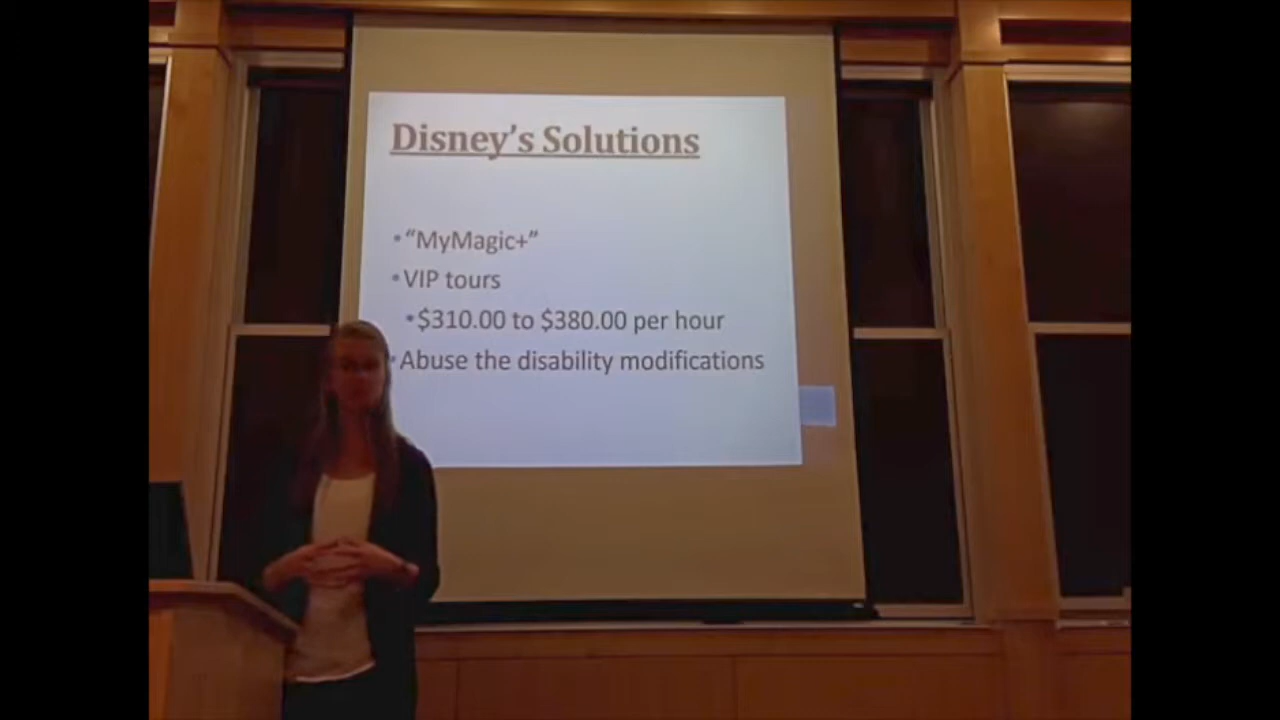 Disney’s Solutions
•“MyMagic+”
•VIP tours
•$310.00 to $380.00 per hour
•Abuse the disability modifications